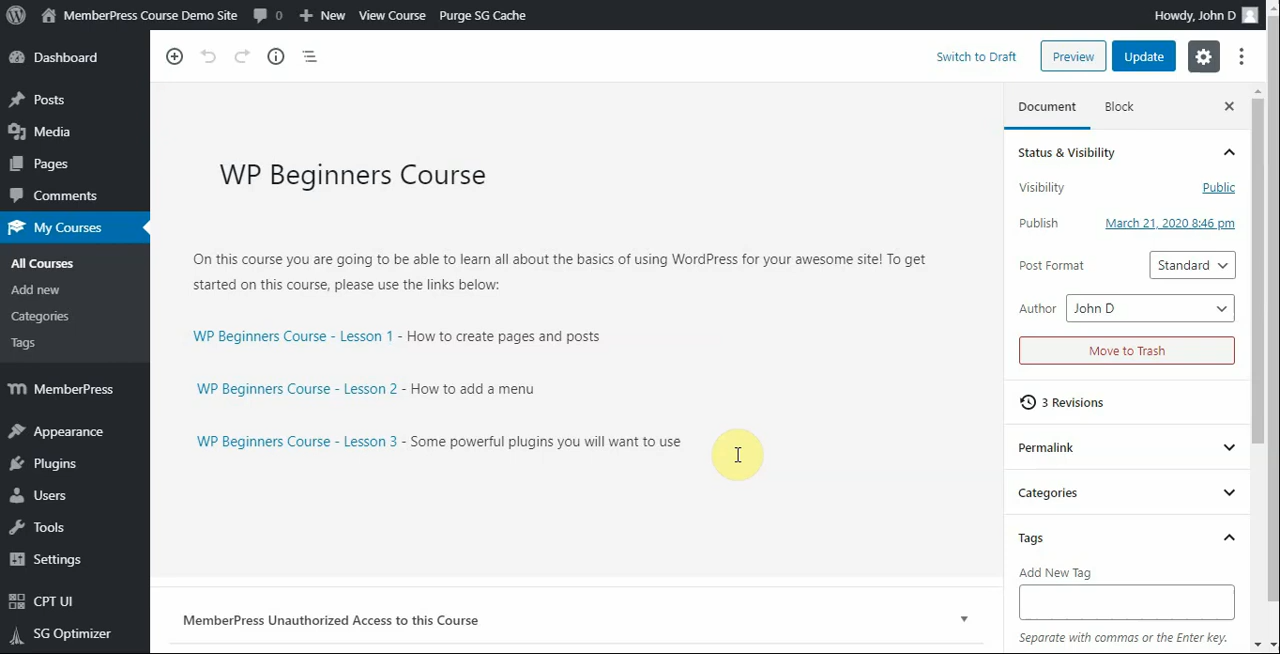 MemberPress Course Demo Site 0 New View Course Purge SG Cache Howdy, John D
Dashboard
Posts
Media
Pages
Comments
My Courses
All Courses
Add new
Categories
Tags
MemberPress
Appearance
Plugins
Users
Tools
Settings
CPT UI
SG Optimizer
Switch to Draft Preview Update
WP Beginners Course
On this course you are going to be able to learn all about the basics of using WordPress for your awesome site! To get
started on this course, please use the links below:
WP Beginners Course - Lesson 1 - How to create pages and posts
WP Beginners Course - Lesson 2 - How to add a menu
WP Beginners Course - Lesson 3 - Some powerful plugins you will want to use
MemberPress Unauthorized Access to this Course
Document Block
Status & Visibility
Visibility Public
Publish March 21, 2020 8:46 pm
Post Format Standard
Author John D
Move to Trash
3 Revisions
Permalink
Categories
Tags
Add New Tag
Separate with commas or the Enter key.